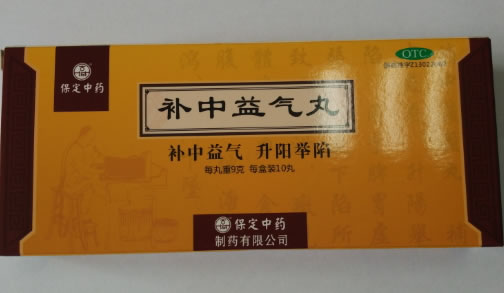 OTC
保定中药
补中益气丸
补中益气 升阳举陷
每丸重9克 每盒装10丸
保定中药
制药有限公司